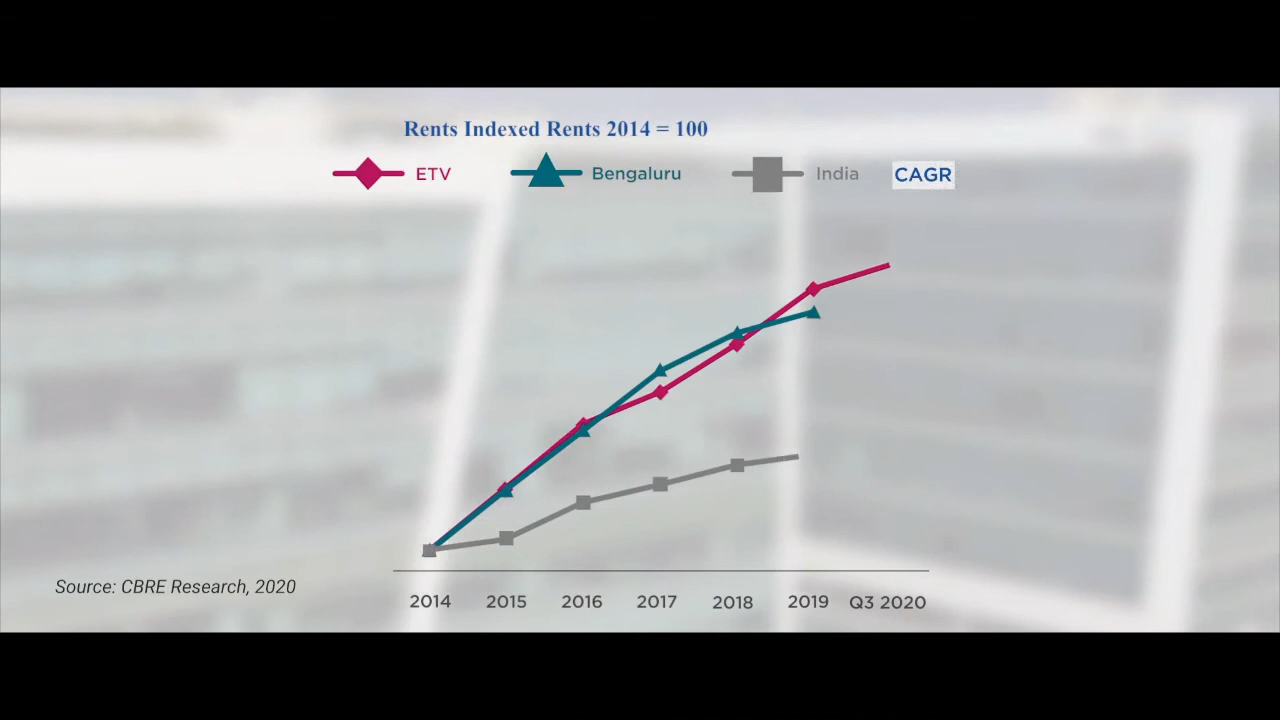 Rents Indexed Rents 2014 = 100
ETV Bengaluru India CAGR
Source: CBRE Research, 2020
2014 2015 2016 2017 2018 2019 Q3 2020